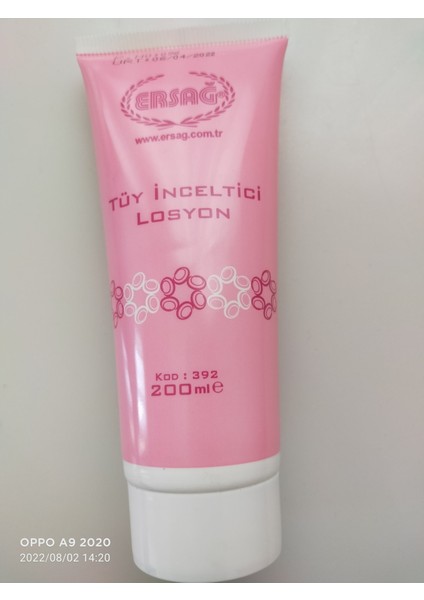 ERSAĞ
www.ersag.com.tr
TÜY İNCELTİCİ
LOSYON
KOD : 392
200ml e
OPPO A9 2020
2022/08/02 14:20